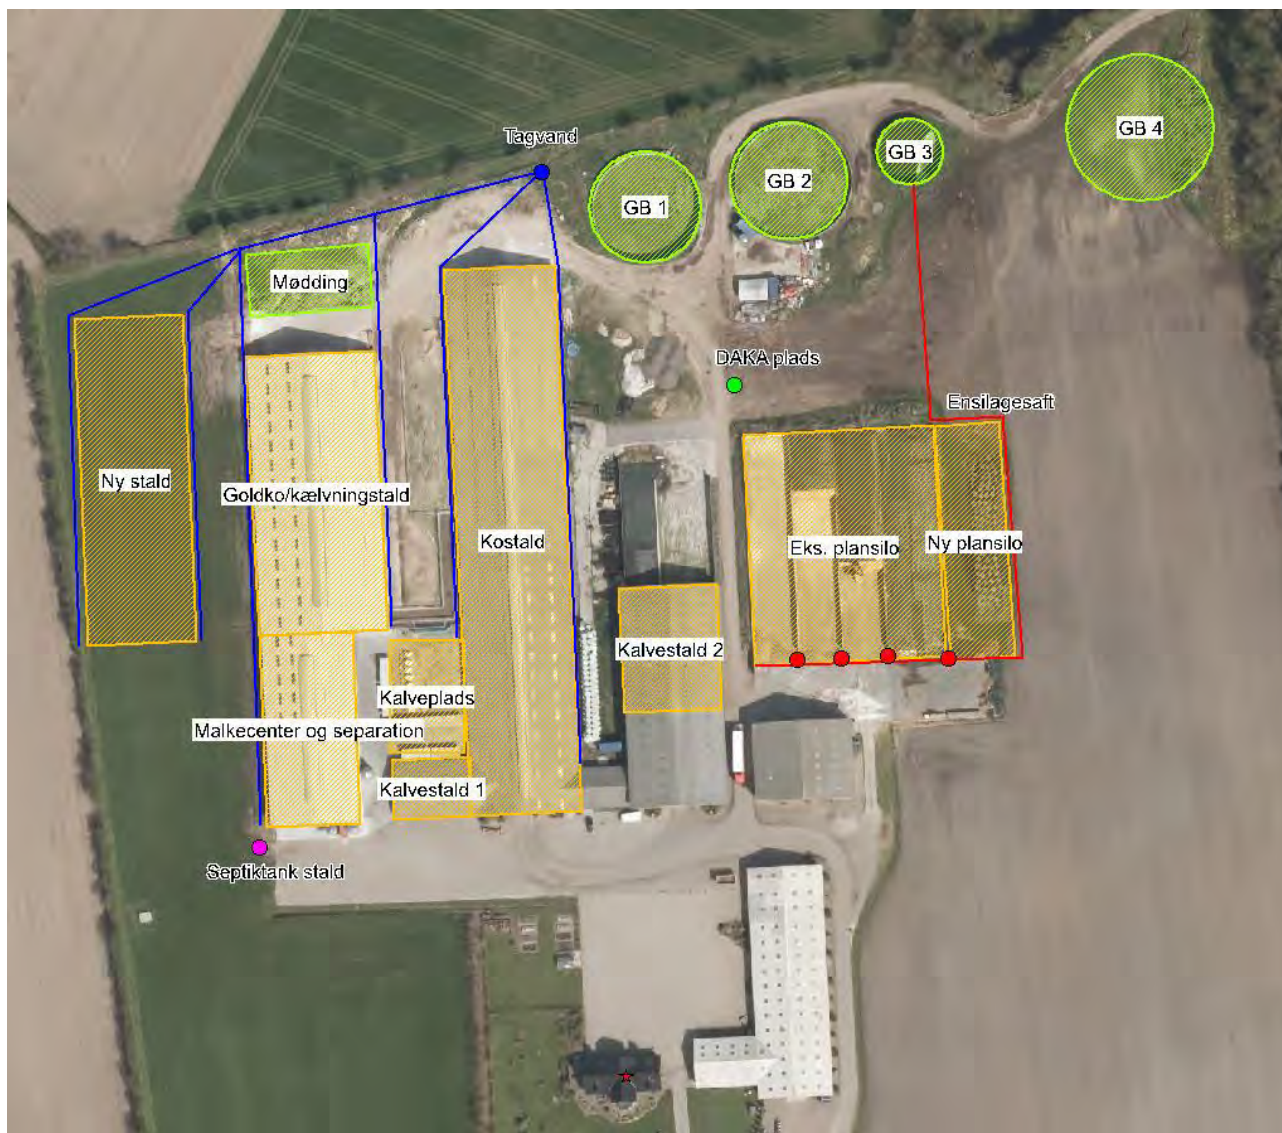 GB 4
Tagvand
GB 3
GB 2
GB 1
Mødding
DAKA plads
Ensilagesaft
Ny stald
Goldko/kælvningstald
Kostald
Eks. plansilo
Ny plansilo
Kalvestald 2
Kalveplads
Malkecenter og separation
Kalvestald 1
Septiktank stald